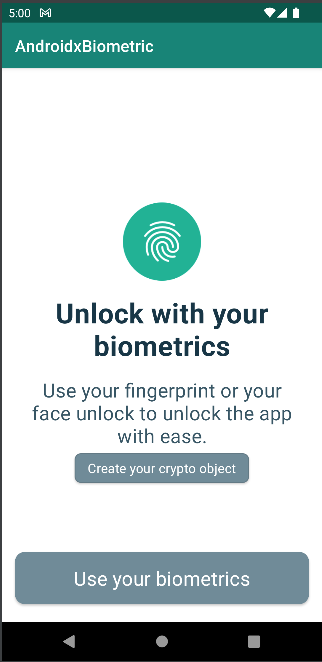 5:00
AndroidxBiometric
Unlock with your
biometrics
Use your fingerprint or your
face unlock to unlock the app
with ease.
Create your crypto object
Use your biometrics